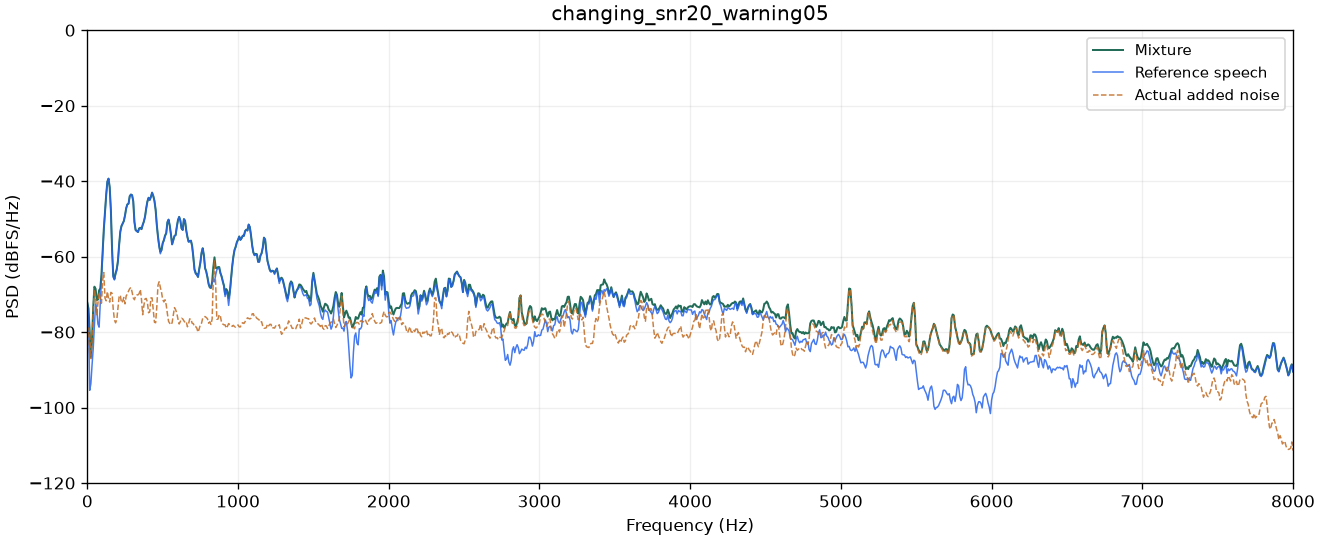 changing_snr20_warning05
Mixture
Reference speech
Actual added noise
PSD (dBFS/Hz)
0
−20
−40
−60
−80
−100
−120
0 1000 2000 3000 4000 5000 6000 7000 8000
Frequency (Hz)